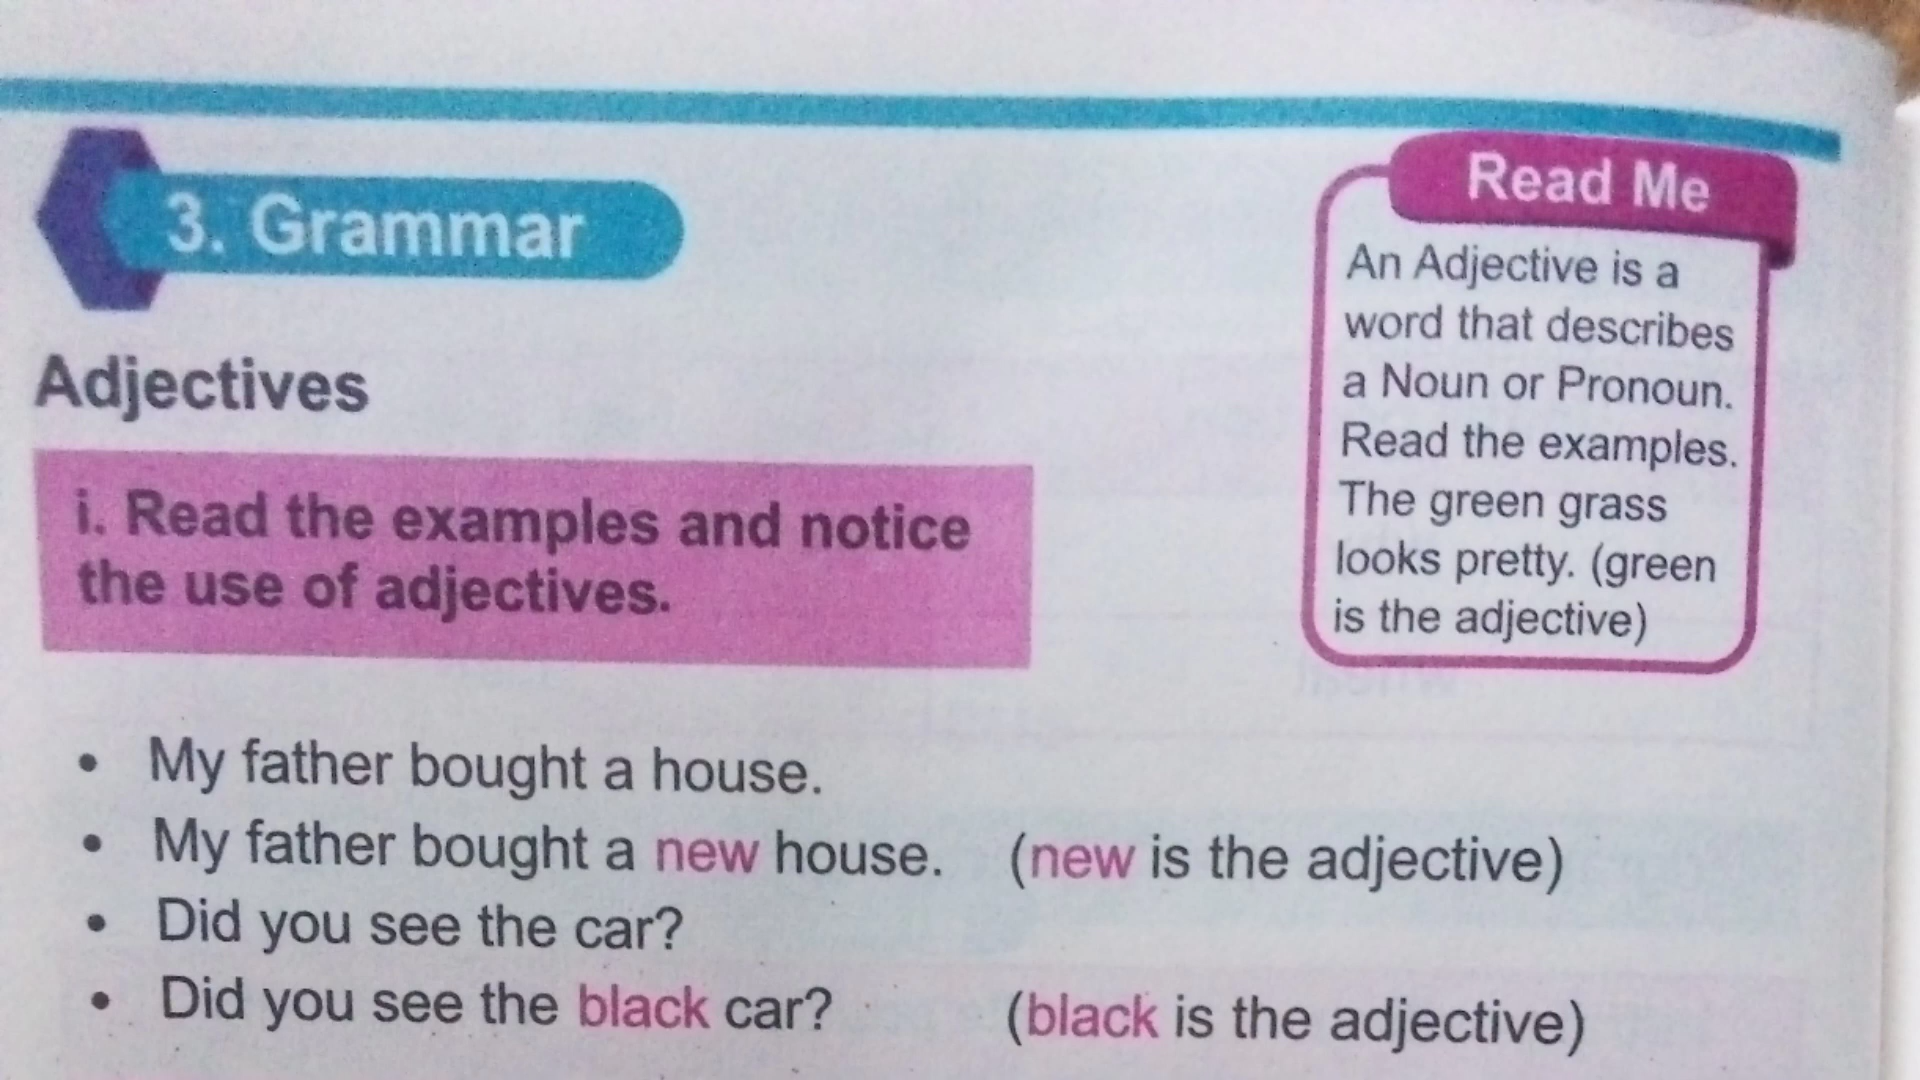 3. Grammar
Adjectives
i. Read the examples and notice
the use of adjectives.
Read Me
An Adjective is a
word that describes
a Noun or Pronoun.
Read the examples.
The green grass
looks pretty. (green
is the adjective)
• My father bought a house.
• My father bought a new house. (new is the adjective)
• Did you see the car?
• Did you see the black car? (black is the adjective)